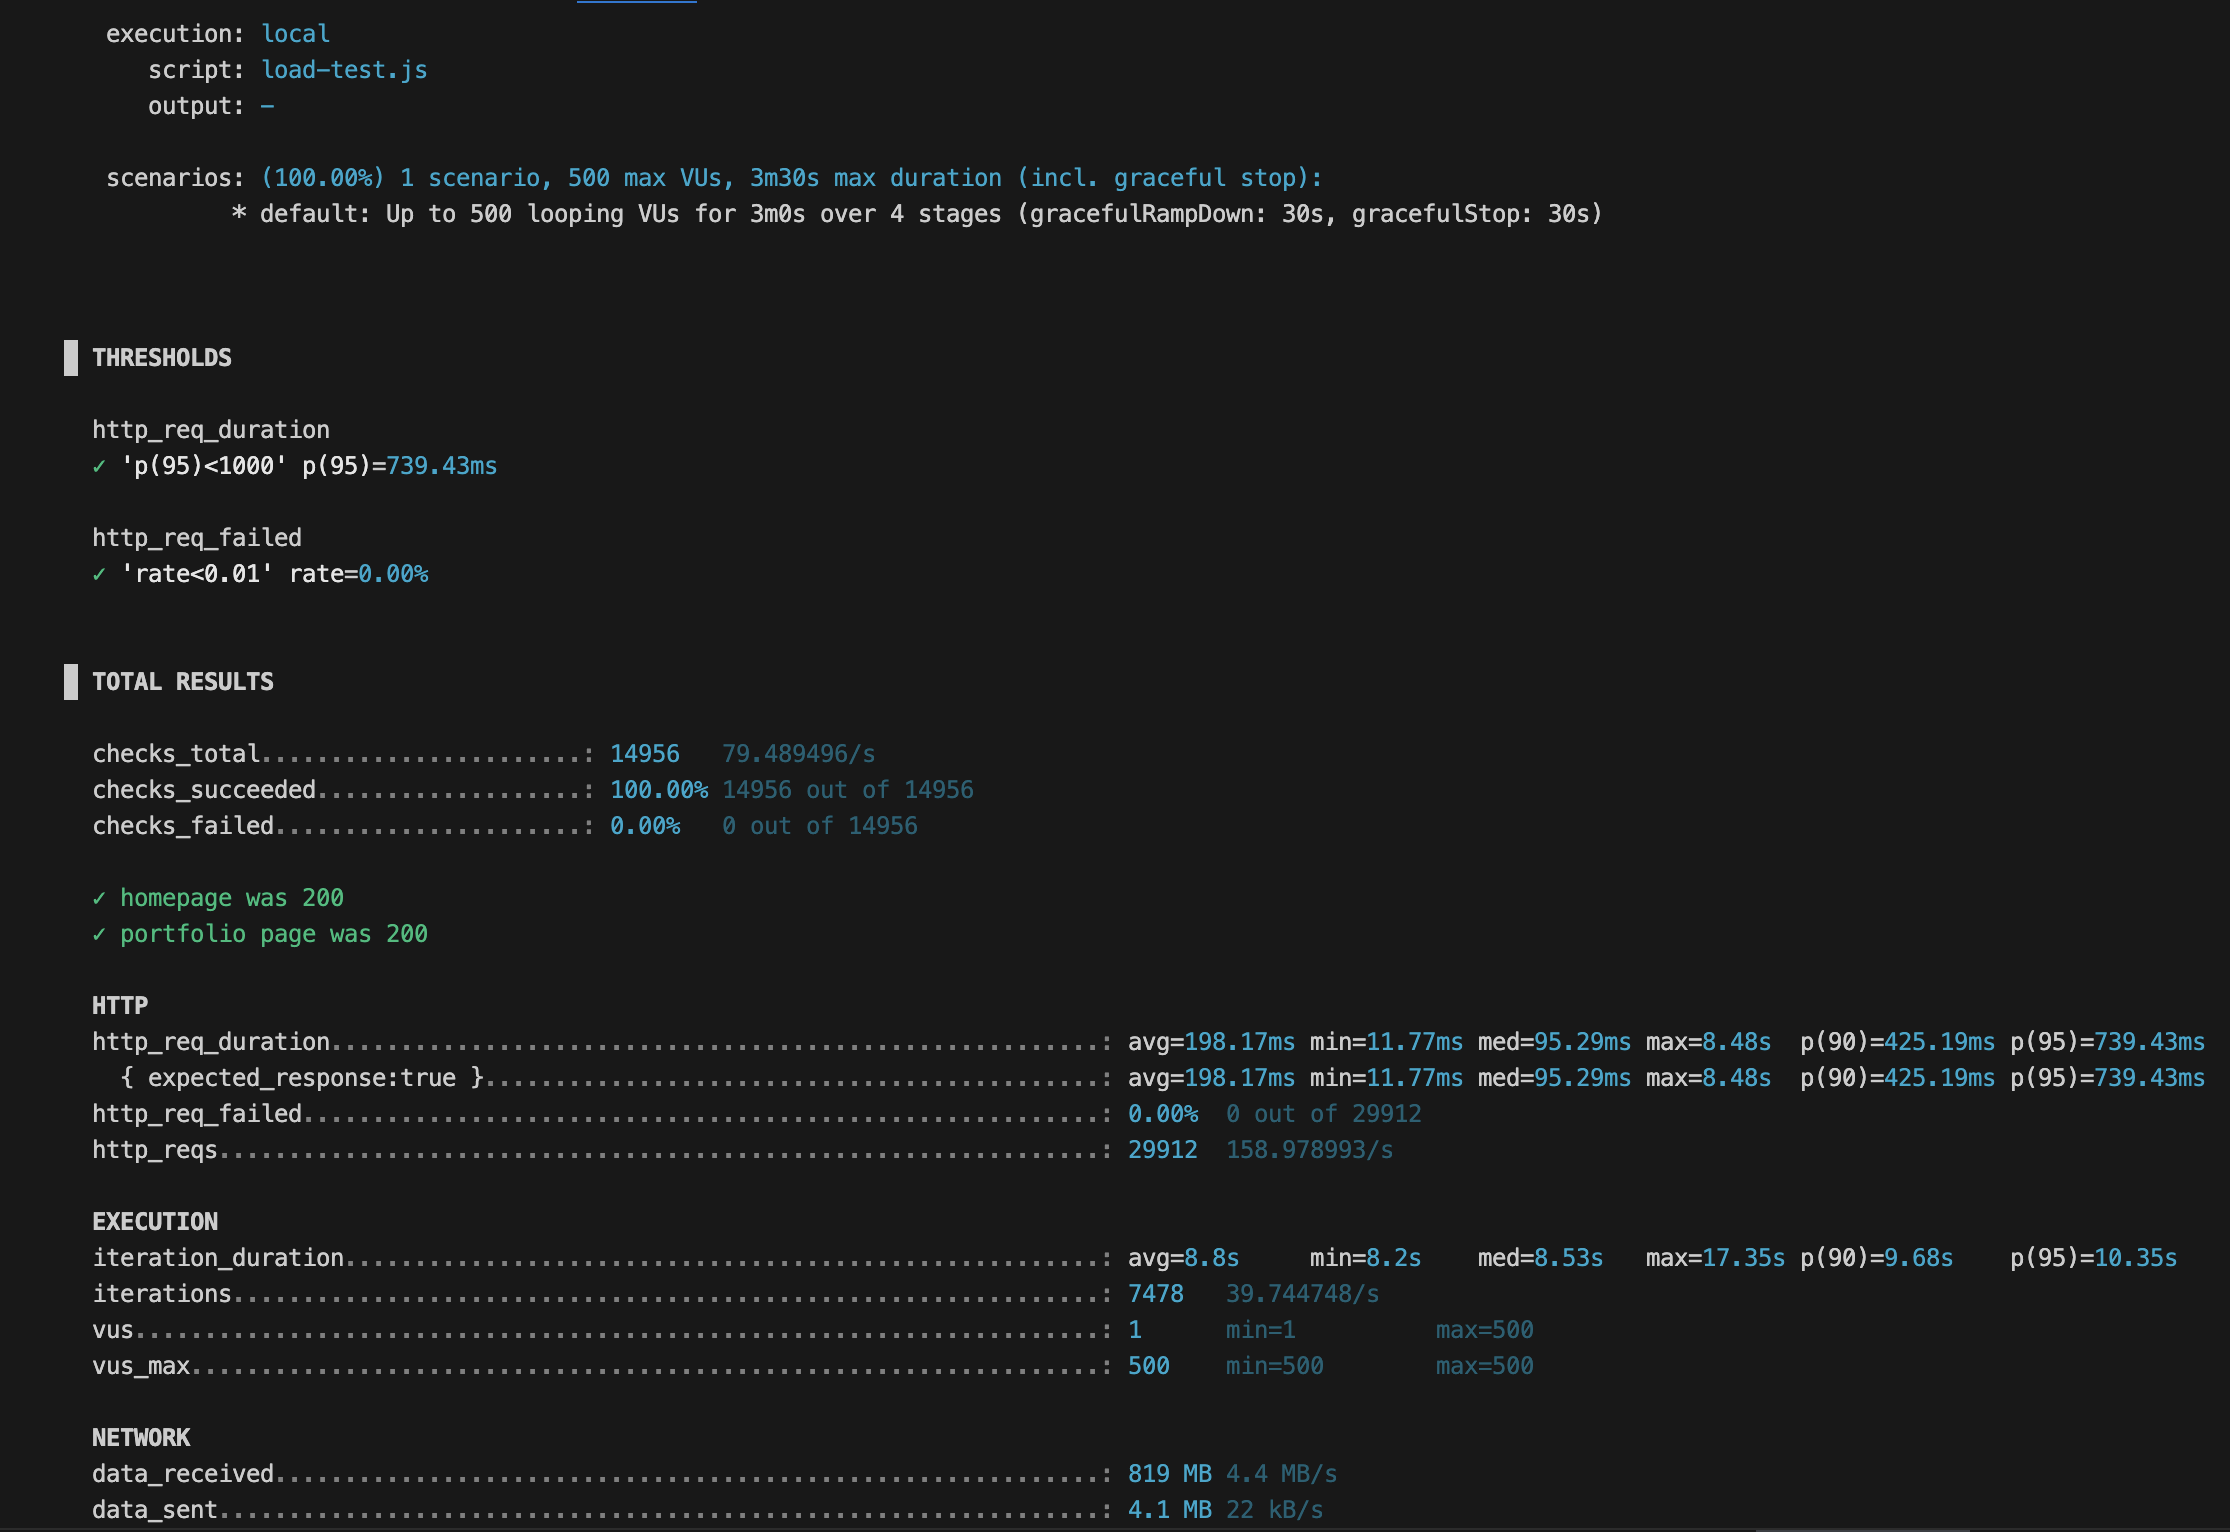 execution: local
script: load-test.js
output: -
scenarios: (100.00%) 1 scenario, 500 max VUs, 3m30s max duration (incl. graceful stop):
* default: Up to 500 looping VUs for 3m0s over 4 stages (gracefulRampDown: 30s, gracefulStop: 30s)
THRESHOLDS
http_req_duration
✓ 'p(95)<1000' p(95)=739.43ms
http_req_failed
✓ 'rate<0.01' rate=0.00%
TOTAL RESULTS
checks_total.......................: 14956 79.489496/s
checks_succeeded...................: 100.00% 14956 out of 14956
checks_failed......................: 0.00% 0 out of 14956
✓ homepage was 200
✓ portfolio page was 200
HTTP
http_req_duration.......................................................: avg=198.17ms min=11.77ms med=95.29ms max=8.48s p(90)=425.19ms p(95)=739.43ms
{ expected_response:true }............................................: avg=198.17ms min=11.77ms med=95.29ms max=8.48s p(90)=425.19ms p(95)=739.43ms
http_req_failed.........................................................: 0.00% 0 out of 29912
http_reqs...............................................................: 29912 158.978993/s
EXECUTION
iteration_duration......................................................: avg=8.8s min=8.2s med=8.53s max=17.35s p(90)=9.68s p(95)=10.35s
iterations..............................................................: 7478 39.744748/s
vus.....................................................................: 1 min=1 max=500
vus_max.................................................................: 500 min=500 max=500
NETWORK
data_received...........................................................: 819 MB 4.4 MB/s
data_sent...............................................................: 4.1 MB 22 kB/s